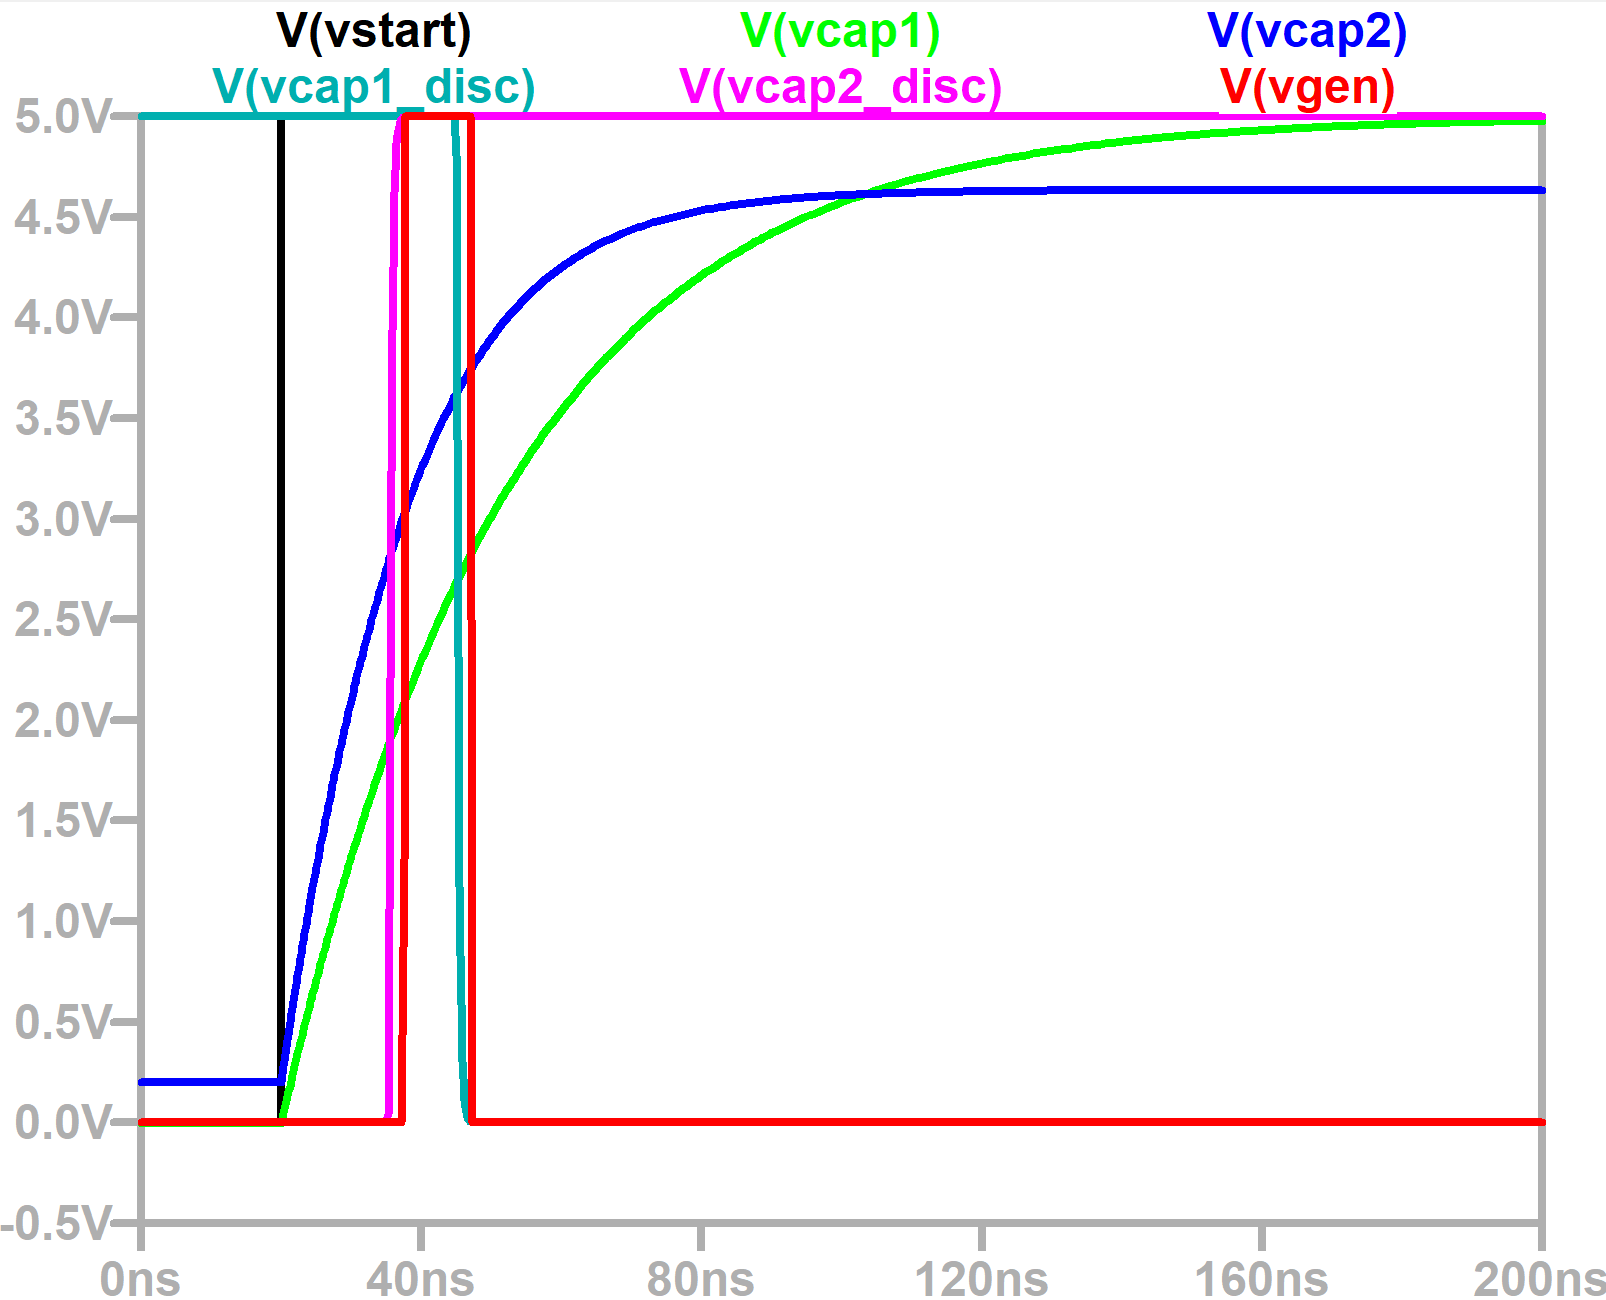 V(vstart) V(vcap1) V(vcap2)
V(vcap1_disc) V(vcap2_disc) V(vgen)
5.0V
4.5V
4.0V
3.5V
3.0V
2.5V
2.0V
1.5V
1.0V
0.5V
0.0V
-0.5V
0ns 40ns 80ns 120ns 160ns 200ns